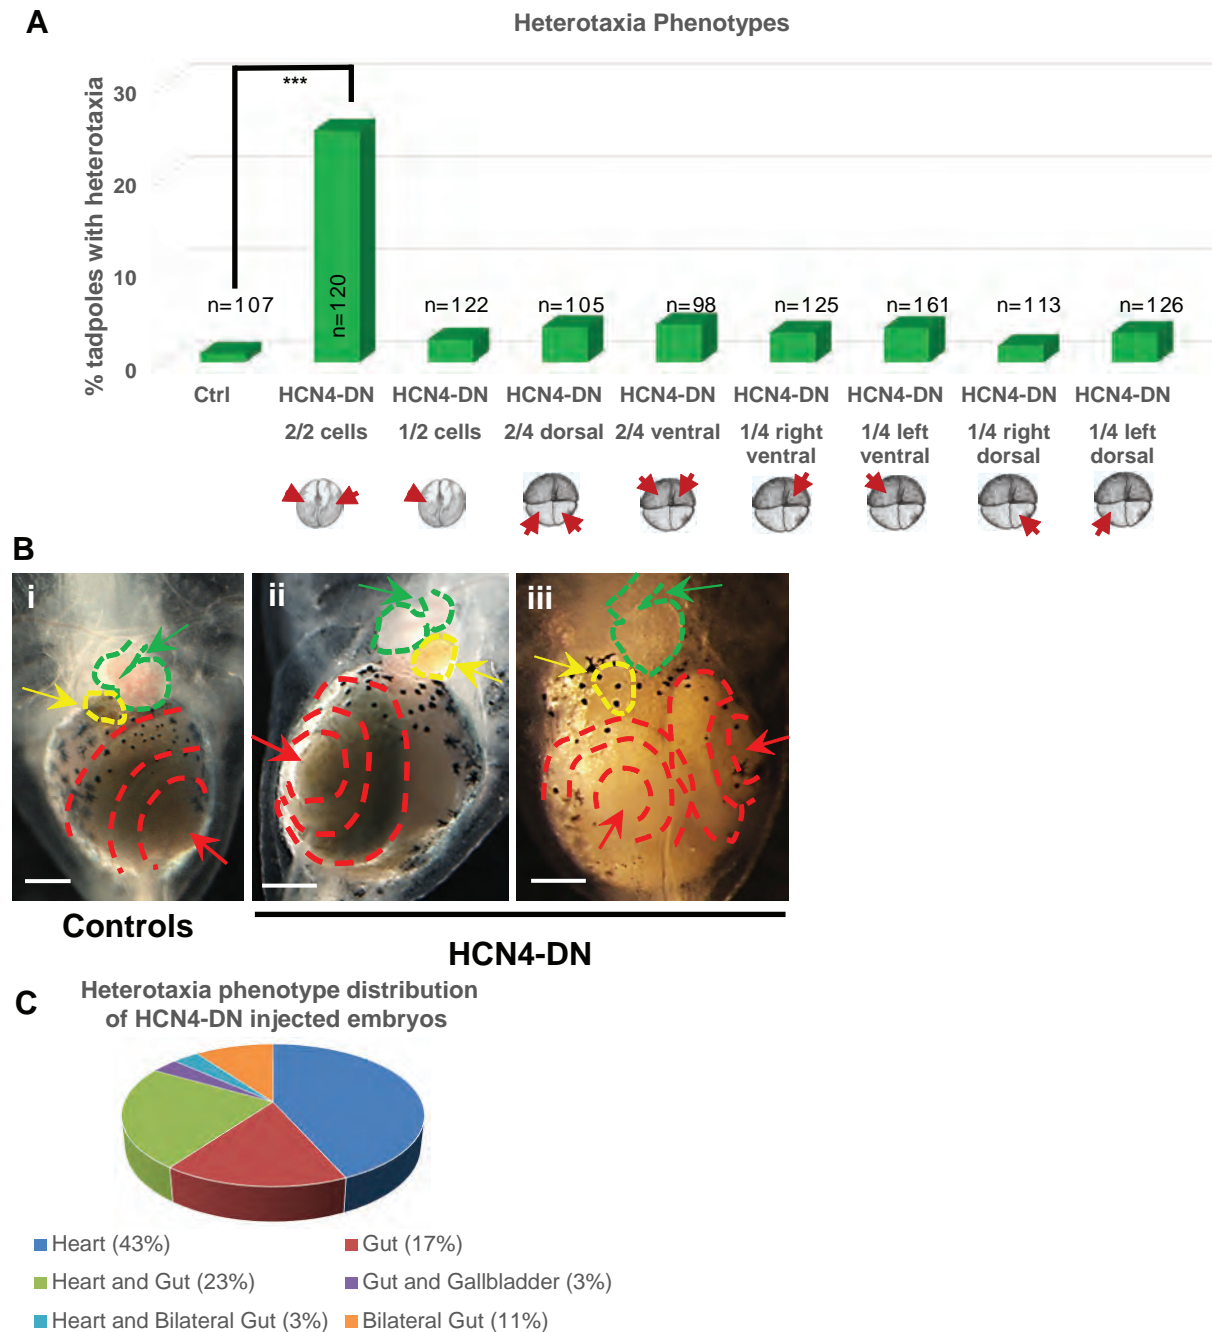 A
Heterotaxia Phenotypes
% tadpoles with heterotaxia
30
20
10
0
***
n=107
n=120
n=122
n=105
n=98
n=125
n=161
n=113
n=126
Ctrl
HCN4-DN
2/2 cells
HCN4-DN
1/2 cells
HCN4-DN
2/4 dorsal
HCN4-DN
2/4 ventral
HCN4-DN
1/4 right
ventral
HCN4-DN
1/4 left
ventral
HCN4-DN
1/4 right
dorsal
HCN4-DN
1/4 left
dorsal
B
i
ii
iii
Controls
HCN4-DN
C
Heterotaxia phenotype distribution
of HCN4-DN injected embryos
Heart (43%)
Gut (17%)
Heart and Gut (23%)
Gut and Gallbladder (3%)
Heart and Bilateral Gut (3%)
Bilateral Gut (11%)